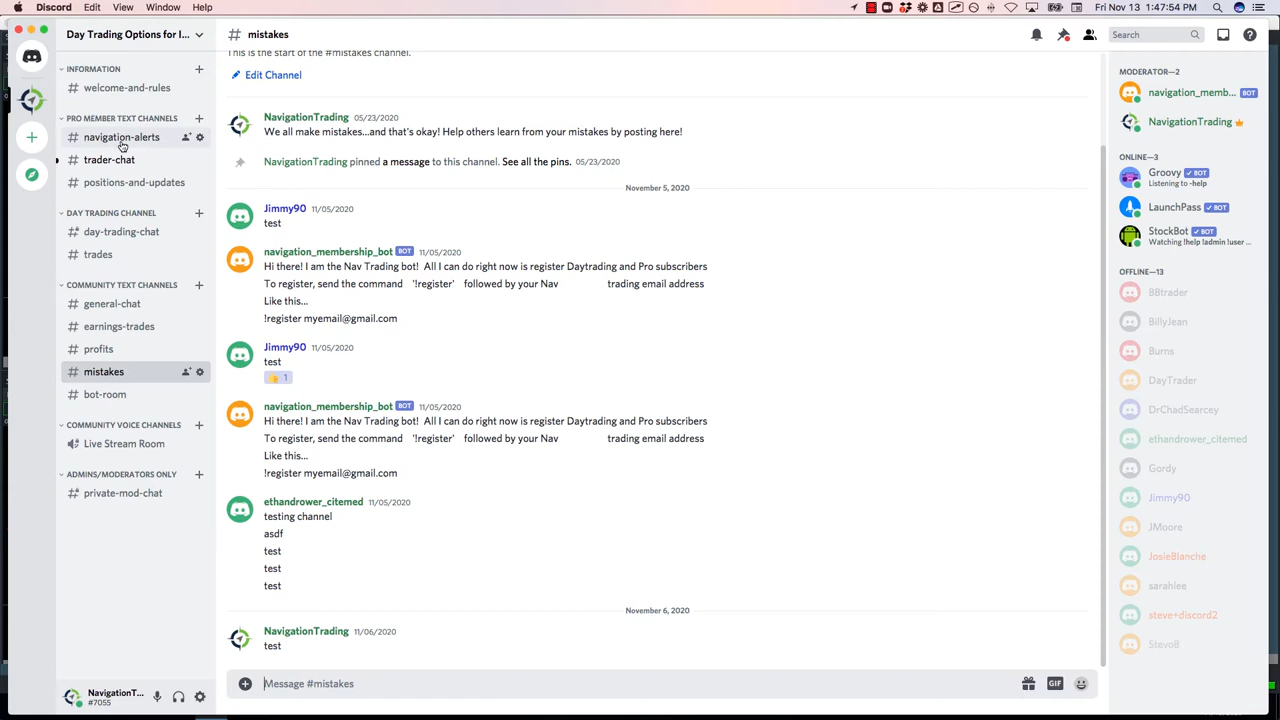 Discord Edit View Window Help
Fri Nov 13 1:47:54 PM
Day Trading Options for I...
# mistakes
Search
INFORMATION
# welcome-and-rules
PRO MEMBER TEXT CHANNELS
# navigation-alerts
# trader-chat
# positions-and-updates
DAY TRADING CHANNEL
# day-trading-chat
# trades
COMMUNITY TEXT CHANNELS
# general-chat
# earnings-trades
# profits
# mistakes
# bot-room
COMMUNITY VOICE CHANNELS
Live Stream Room
ADMINS/MODERATORS ONLY
# private-mod-chat
NavigationT...
#7055
This is the start of the #mistakes channel.
Edit Channel
NavigationTrading 05/23/2020
We all make mistakes...and that's okay! Help others learn from your mistakes by posting here!
NavigationTrading pinned a message to this channel. See all the pins. 05/23/2020
November 5, 2020
Jimmy90 11/05/2020
test
navigation_membership_bot BOT 11/05/2020
Hi there! I am the Nav Trading bot! All I can do right now is register Daytrading and Pro subscribers
To register, send the command '!register' followed by your Nav trading email address
Like this...
!register myemail@gmail.com
Jimmy90 11/05/2020
test
1
navigation_membership_bot BOT 11/05/2020
Hi there! I am the Nav Trading bot! All I can do right now is register Daytrading and Pro subscribers
To register, send the command '!register' followed by your Nav trading email address
Like this...
!register myemail@gmail.com
ethandrower_citemed 11/05/2020
testing channel
asdf
test
test
test
November 6, 2020
NavigationTrading 11/06/2020
test
Message #mistakes
GIF
MODERATOR—2
navigation_memb... BOT
NavigationTrading
ONLINE—3
Groovy ✓ BOT
Listening to -help
LaunchPass ✓ BOT
StockBot ✓ BOT
Watching !help !admin !user ...
OFFLINE—13
BBtrader
BillyJean
Burns
DayTrader
DrChadSearcey
ethandrower_citemed
Gordy
Jimmy90
JMoore
JosieBlanche
sarahlee
steve+discord2
StevoB